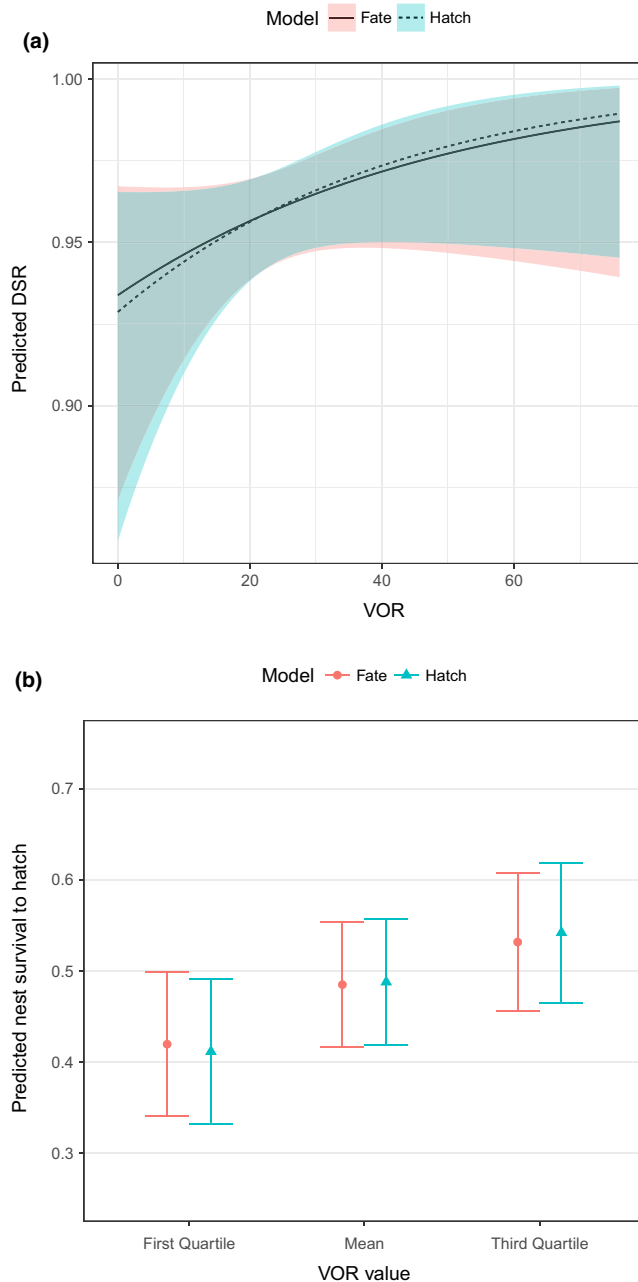 Model Fate Hatch
(a)
1.00
0.95
0.90
Predicted DSR
0 20 40 60
VOR
(b)
Model Fate Hatch
0.7
0.6
0.5
0.4
0.3
Predicted nest survival to hatch
First Quartile Mean Third Quartile
VOR value